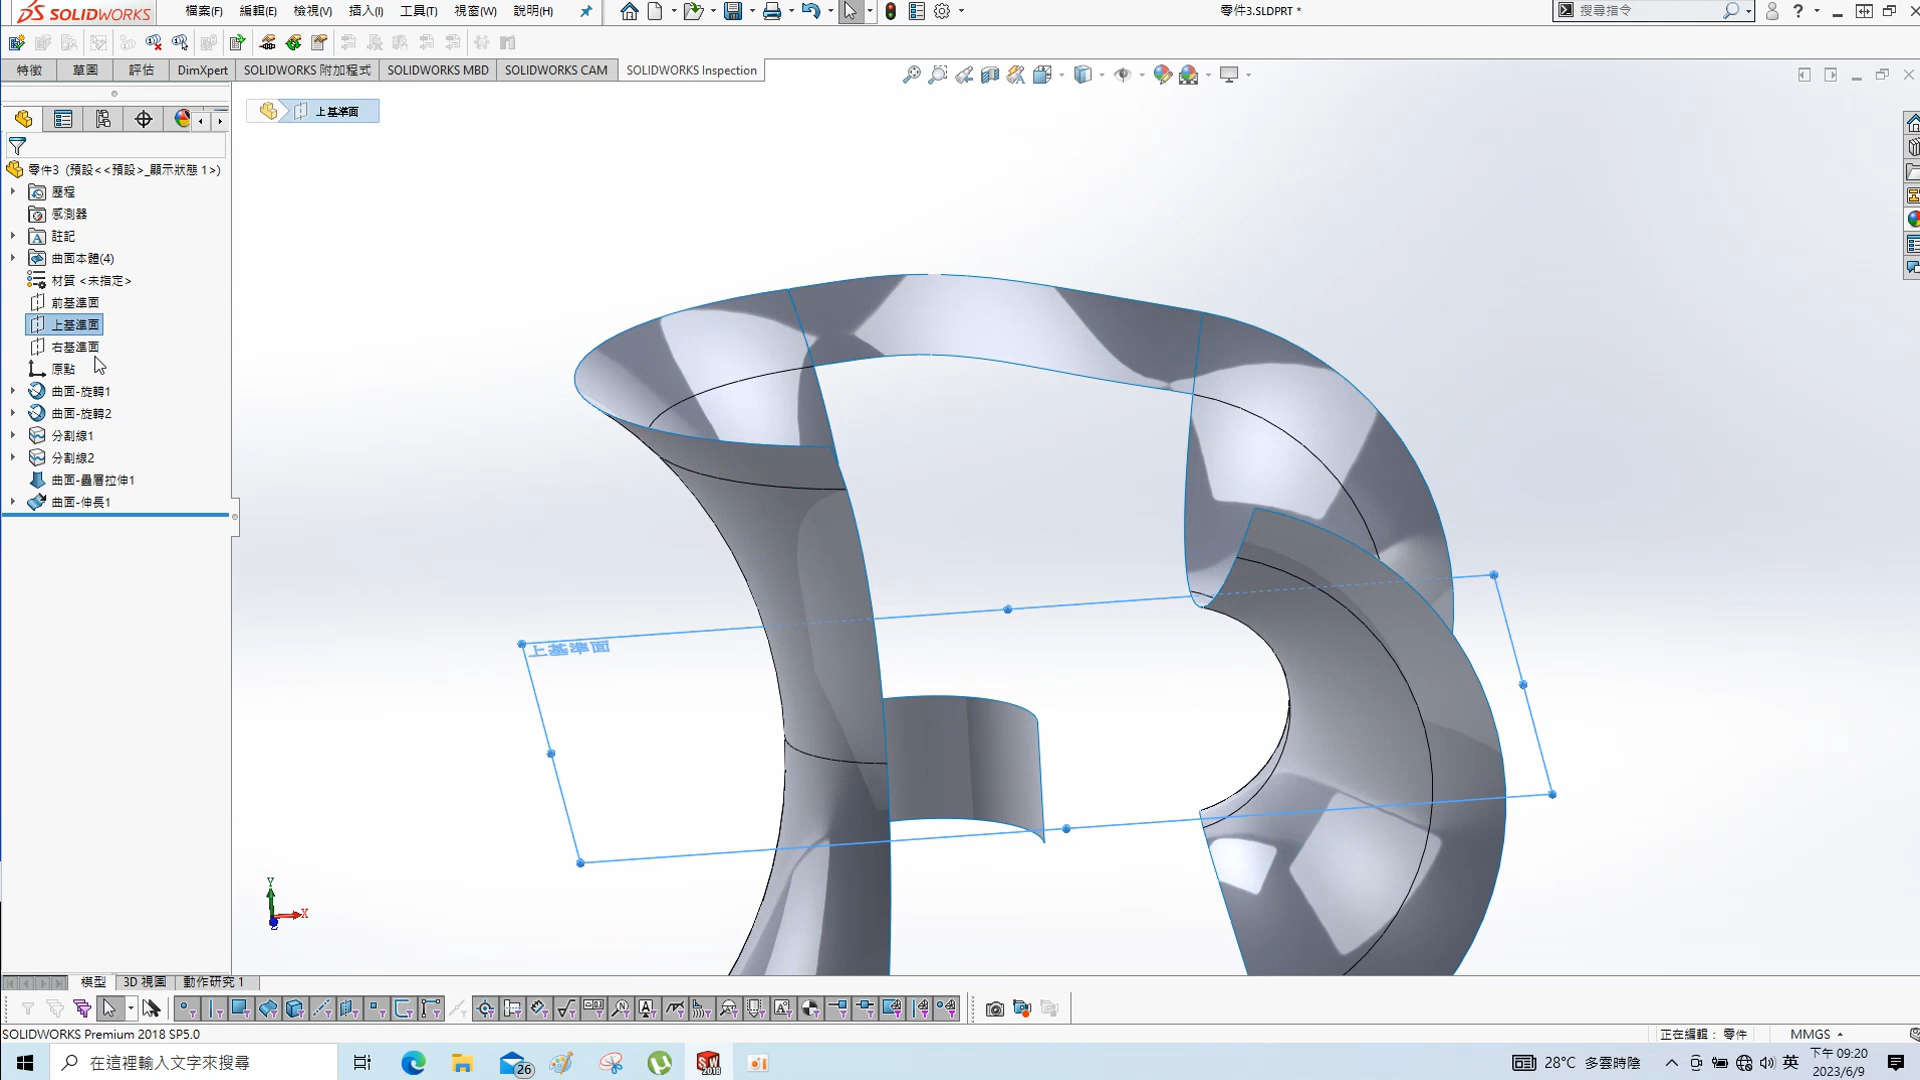 SOLIDWORKS 檔案(F) 編輯(E) 檢視(V) 插入(I) 工具(T) 視窗(W) 說明(H) 零件3.SLDPRT * 搜尋指令
特徵 草圖 評估 DimXpert SOLIDWORKS 附加程式 SOLIDWORKS MBD SOLIDWORKS CAM SOLIDWORKS Inspection
上基準面
零件3 (預設<<預設>_顯示狀態 1>)
歷程
感測器
註記
曲面本體(4)
材質 <未指定>
前基準面
上基準面
右基準面
原點
曲面-旋轉1
曲面-旋轉2
分割線1
分割線2
曲面-疊層拉伸1
曲面-伸長1
上基準面
Y
X
Z
模型 3D 視圖 動作研究 1
SOLIDWORKS Premium 2018 SP5.0 正在編輯： 零件 MMGS
在這裡輸入文字來搜尋 26 SW 2018 28°C 多雲時陰 英 下午 09:20
2023/6/9